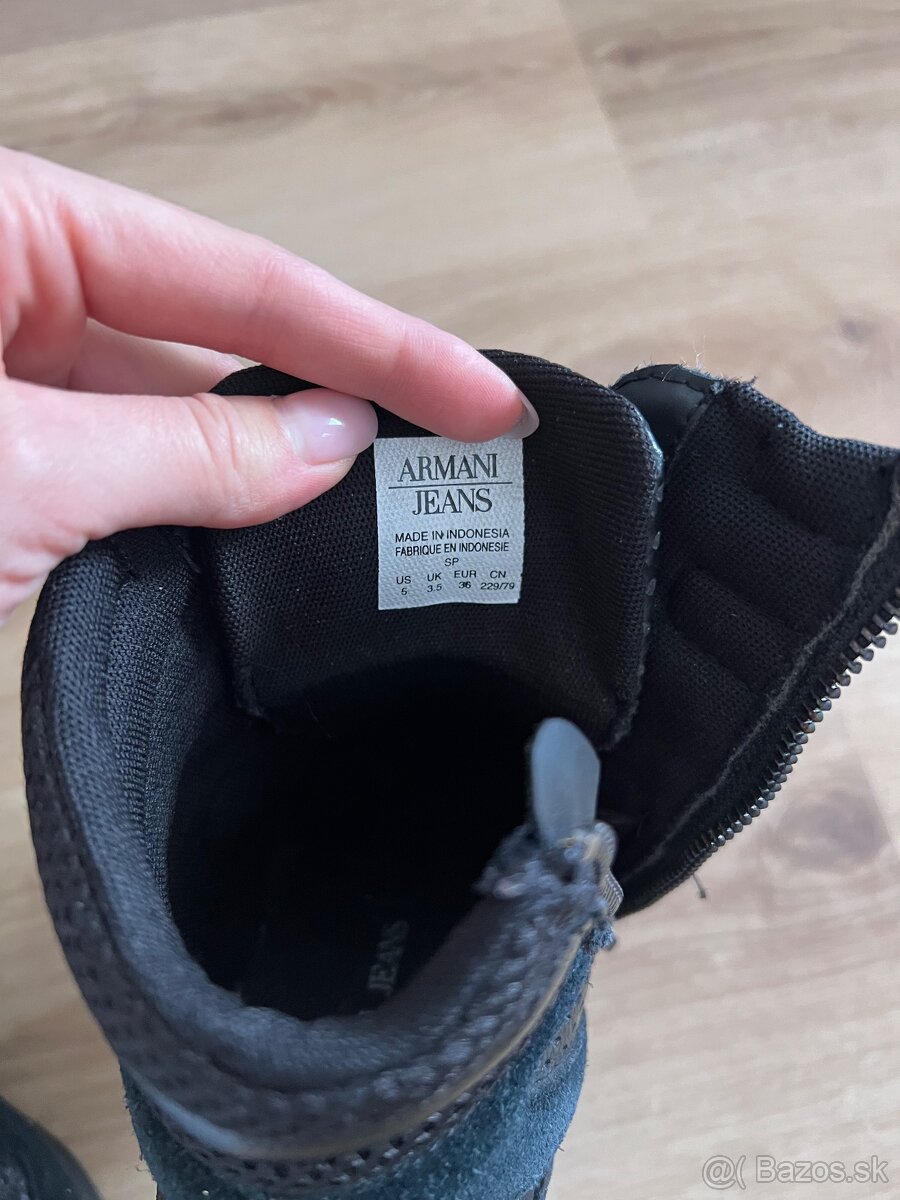 ARMANI
JEANS
MADE IN INDONESIA
FABRIQUE EN INDONESIE
SP
US UK EUR CN
5 3.5 36 229/79
JEANS
@( Bazos.sk